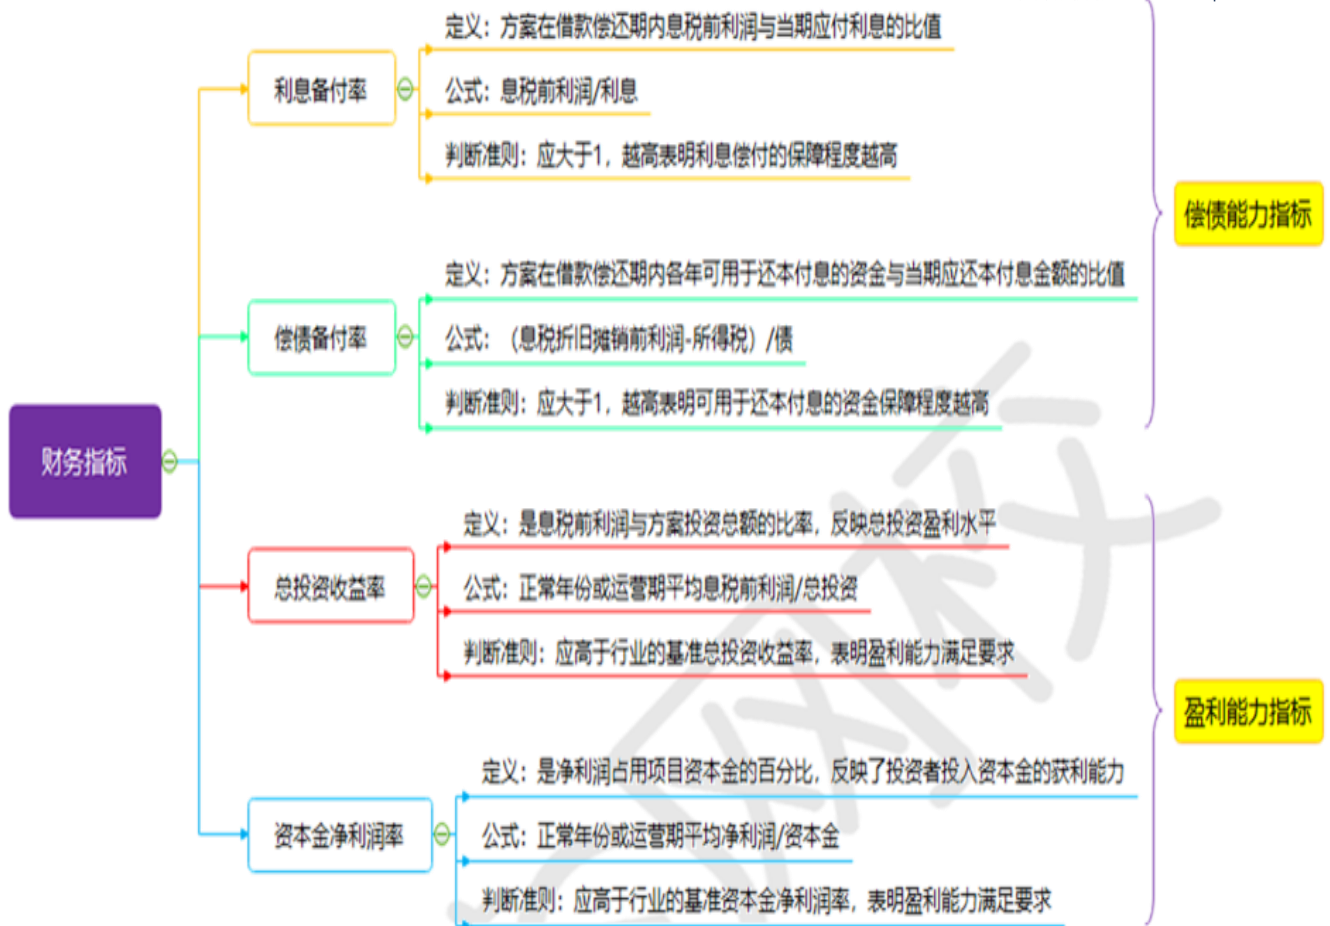 定义：方案在借款偿还期内息税前利润与当期应付利息的比值
利息备付率
公式：息税前利润/利息
判断准则：应大于1，越高表明利息偿付的保障程度越高
偿债能力指标
定义：方案在借款偿还期内各年可用于还本付息的资金与当期应还本付息金额的比值
偿债备付率
公式：（息税折旧摊销前利润-所得税）/债
判断准则：应大于1，越高表明可用于还本付息的资金保障程度越高
财务指标
定义：是息税前利润与方案投资总额的比率，反映总投资盈利水平
总投资收益率
公式：正常年份或运营期平均息税前利润/总投资
判断准则：应高于行业的基准总投资收益率，表明盈利能力满足要求
盈利能力指标
定义：是净利润占用项目资本金的百分比，反映了投资者投入资本金的获利能力
资本金净利润率
公式：正常年份或运营期平均净利润/资本金
判断准则：应高于行业的基准资本金净利润率，表明盈利能力满足要求
网校